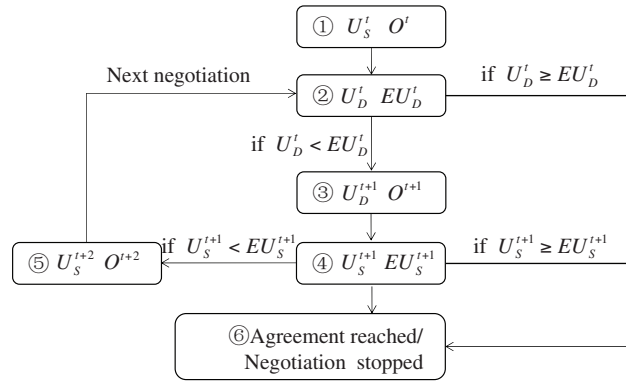 ① U_S^t O^t
Next negotiation
② U_D^t EU_D^t
if U_D^t ≥ EU_D^t
if U_D^t < EU_D^t
③ U_D^{t+1} O^{t+1}
if U_S^{t+1} < EU_S^{t+1}
if U_S^{t+1} ≥ EU_S^{t+1}
⑤ U_S^{t+2} O^{t+2}
④ U_S^{t+1} EU_S^{t+1}
⑥Agreement reached/
Negotiation stopped